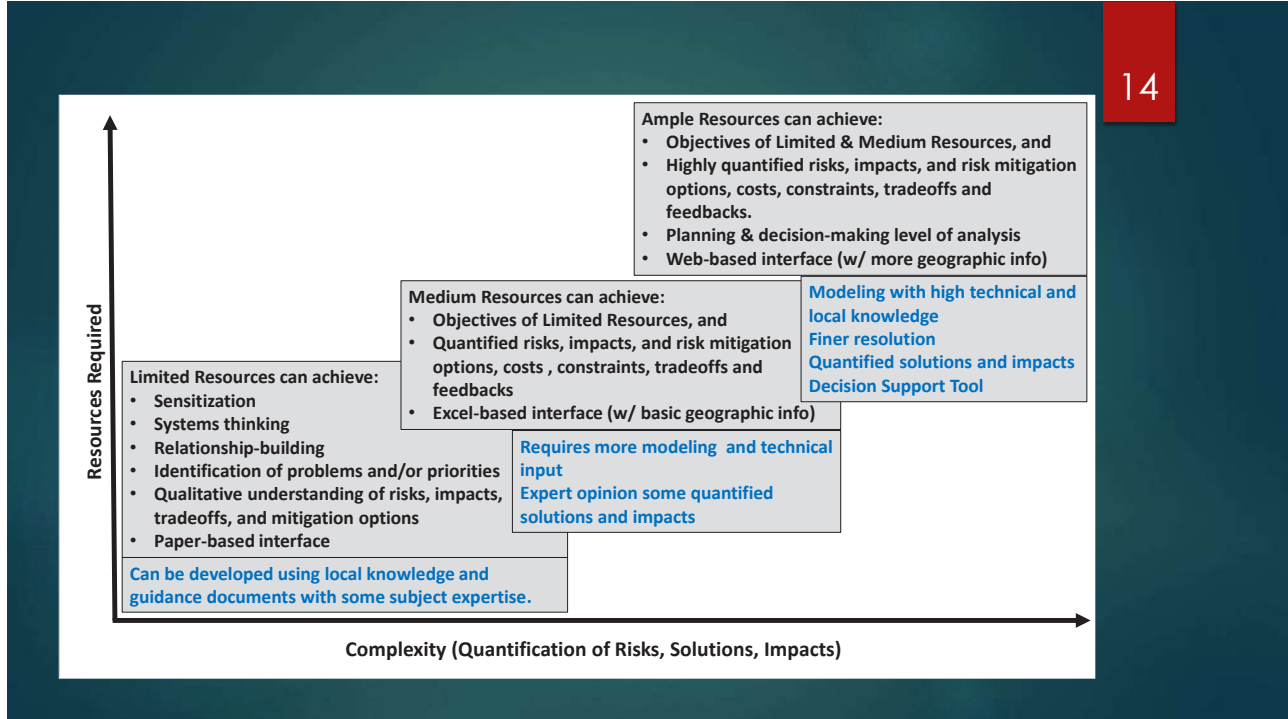 14
Ample Resources can achieve:
• Objectives of Limited & Medium Resources, and
• Highly quantified risks, impacts, and risk mitigation
options, costs, constraints, tradeoffs and
feedbacks.
• Planning & decision-making level of analysis
• Web-based interface (w/ more geographic info)
Modeling with high technical and
local knowledge
Finer resolution
Quantified solutions and impacts
Decision Support Tool
Medium Resources can achieve:
• Objectives of Limited Resources, and
• Quantified risks, impacts, and risk mitigation
options, costs , constraints, tradeoffs and
feedbacks
• Excel-based interface (w/ basic geographic info)
Requires more modeling and technical
input
Expert opinion some quantified
solutions and impacts
Limited Resources can achieve:
• Sensitization
• Systems thinking
• Relationship-building
• Identification of problems and/or priorities
• Qualitative understanding of risks, impacts,
tradeoffs, and mitigation options
• Paper-based interface
Can be developed using local knowledge and
guidance documents with some subject expertise.
Resources Required
Complexity (Quantification of Risks, Solutions, Impacts)